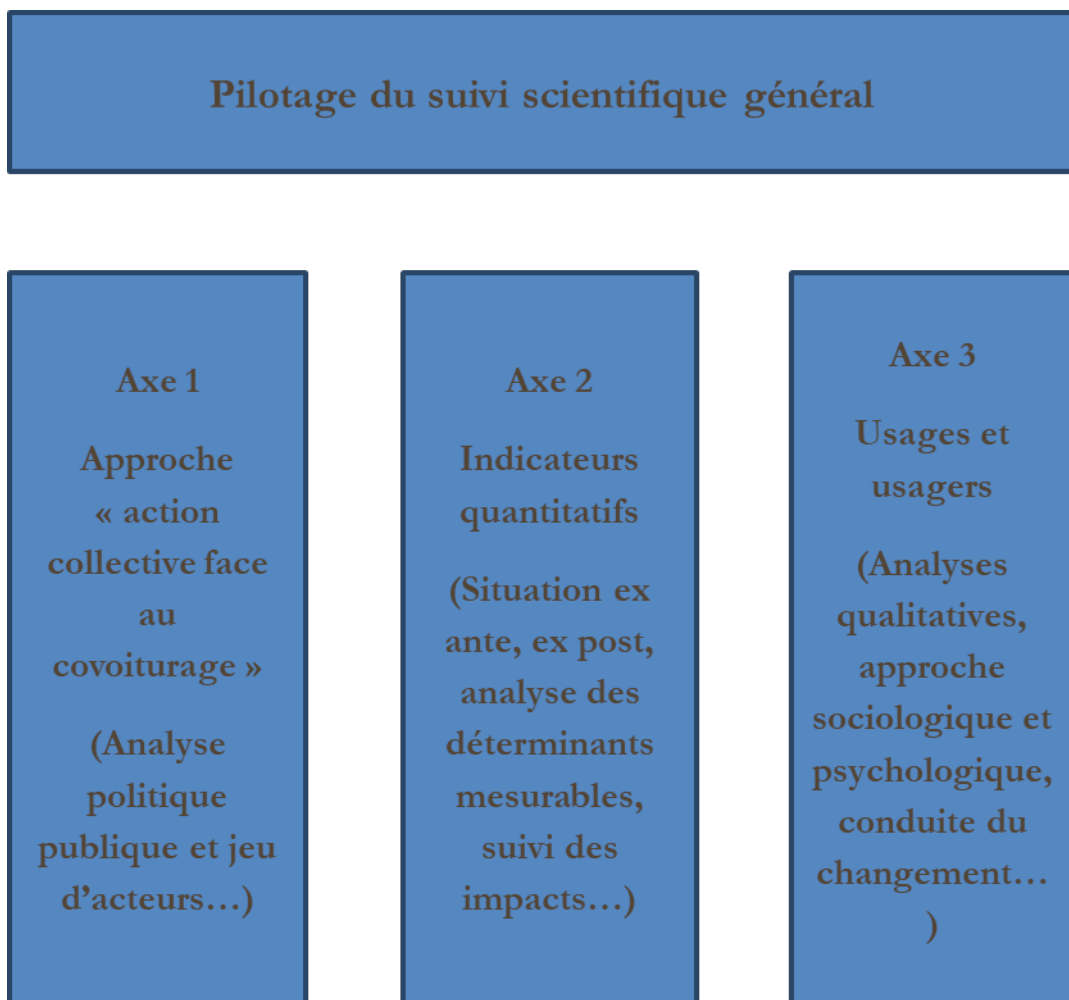 Pilotage du suivi scientifique général
Axe 1
Approche
« action
collective face
au
covoiturage »
(Analyse
politique
publique et jeu
d’acteurs…)
Axe 2
Indicateurs
quantitatifs
(Situation ex
ante, ex post,
analyse des
déterminants
mesurables,
suivi des
impacts…)
Axe 3
Usages et
usagers
(Analyses
qualitatives,
approche
sociologique et
psychologique,
conduite du
changement…
)